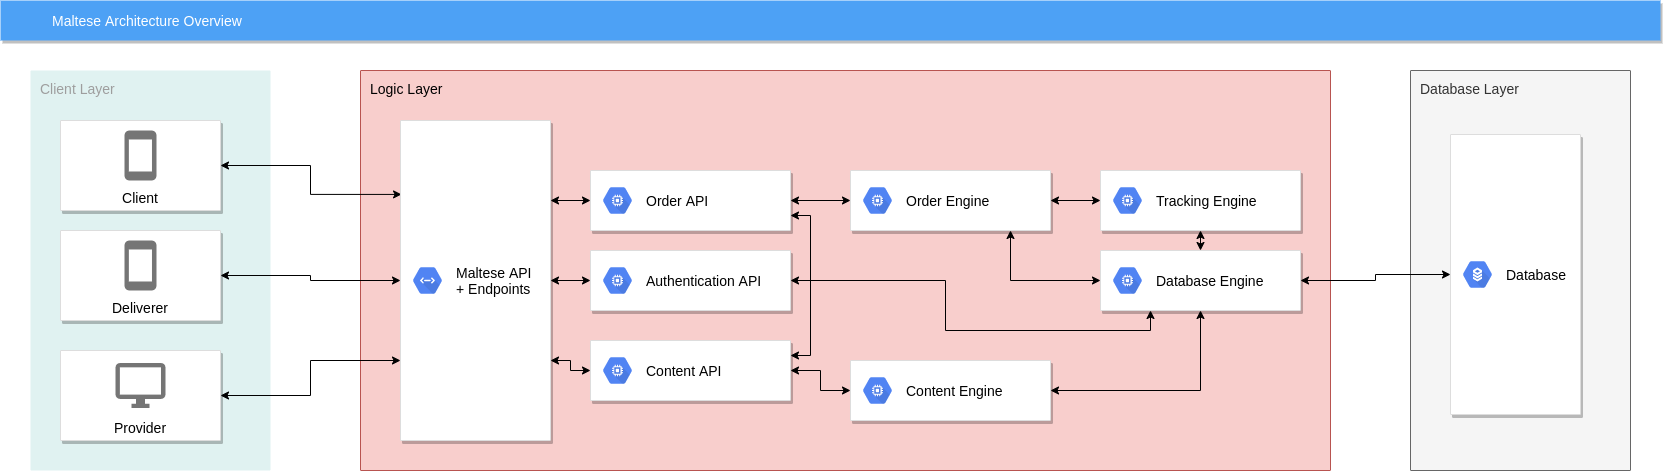 Maltese Architecture Overview
Client Layer
Client
Deliverer
Provider
Logic Layer
Maltese API
+ Endpoints
Order API
Authentication API
Content API
Order Engine
Content Engine
Tracking Engine
Database Engine
Database Layer
Database